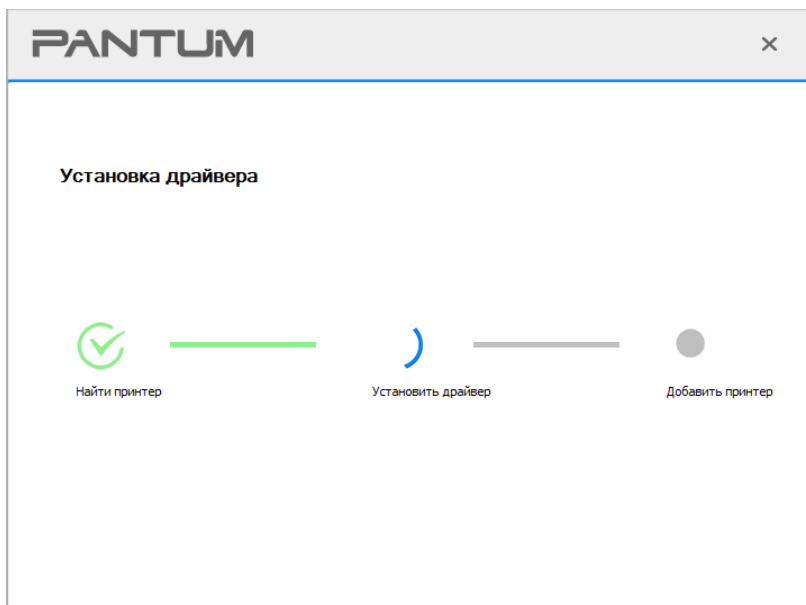 PANTUM
Установка драйвера
Найти принтер
Установить драйвер
Добавить принтер